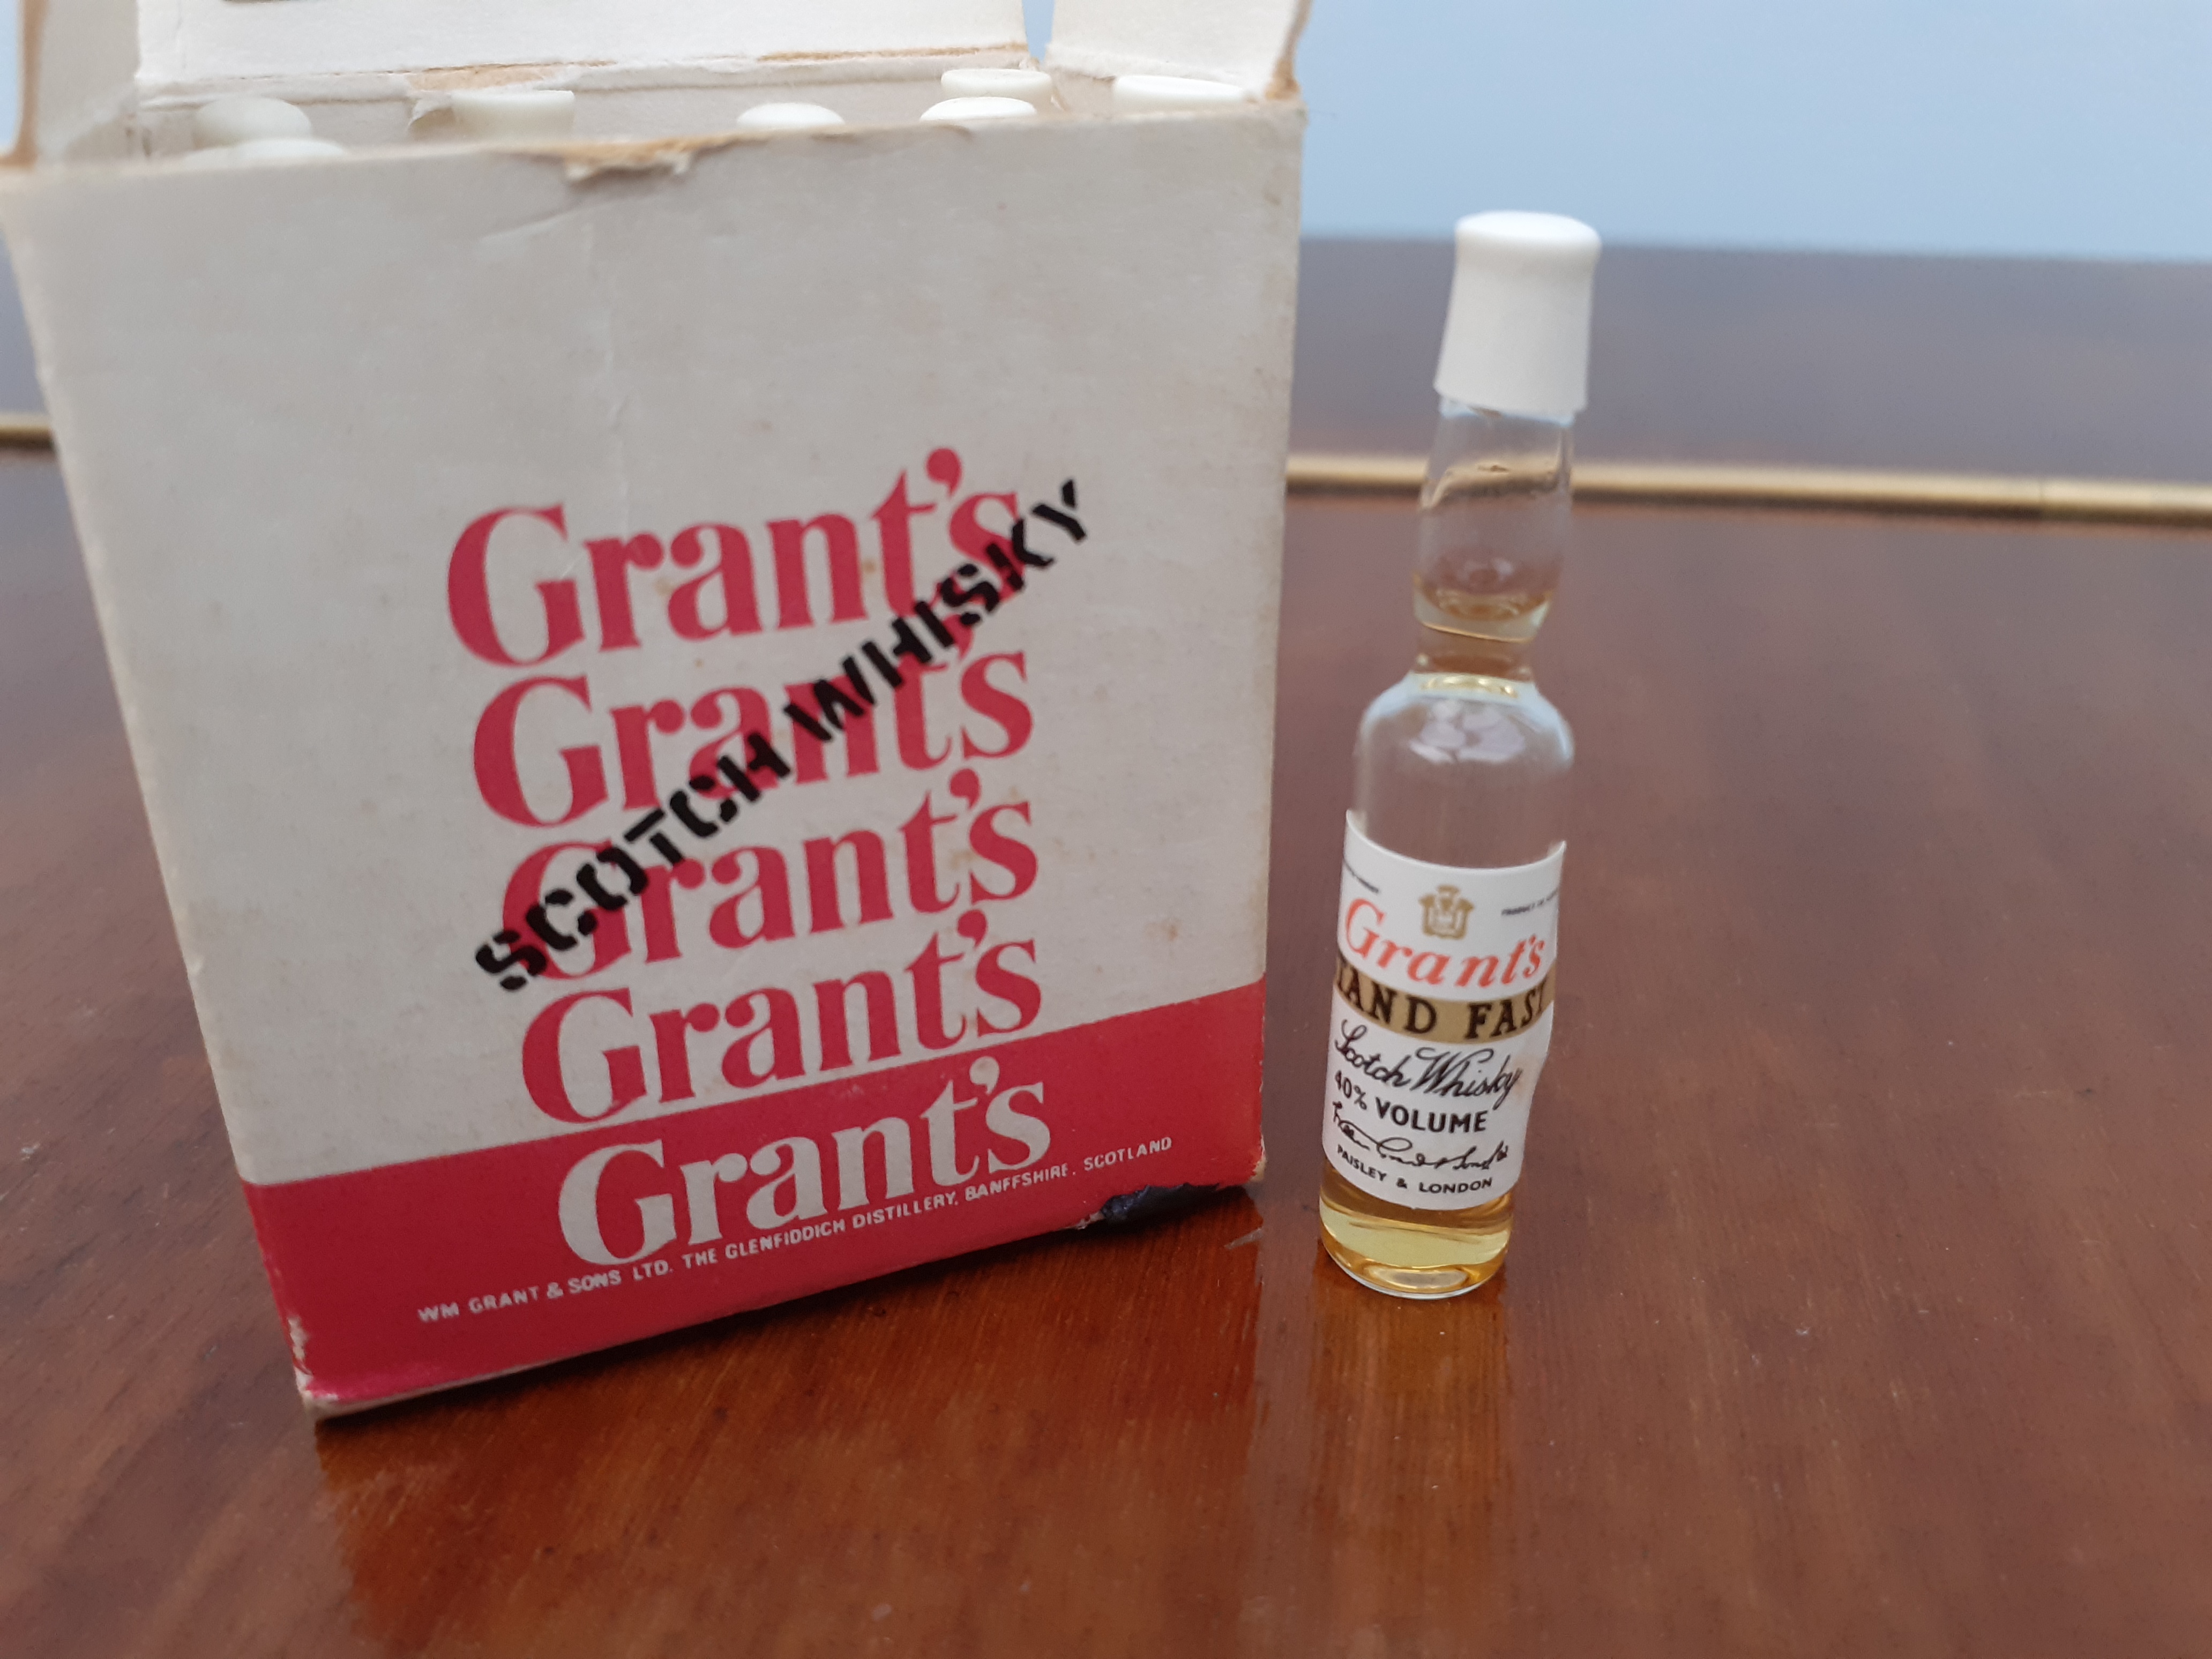 Grant's
Grant's
Grant's
Grant's
Grant's
SCOTCH WHISKY
WM GRANT & SONS LTD. THE GLENFIDDICH DISTILLERY, BANFFSHIRE. SCOTLAND
Grant's
AND FAS
Scotch Whisky
40% VOLUME
PAISLEY & LONDON